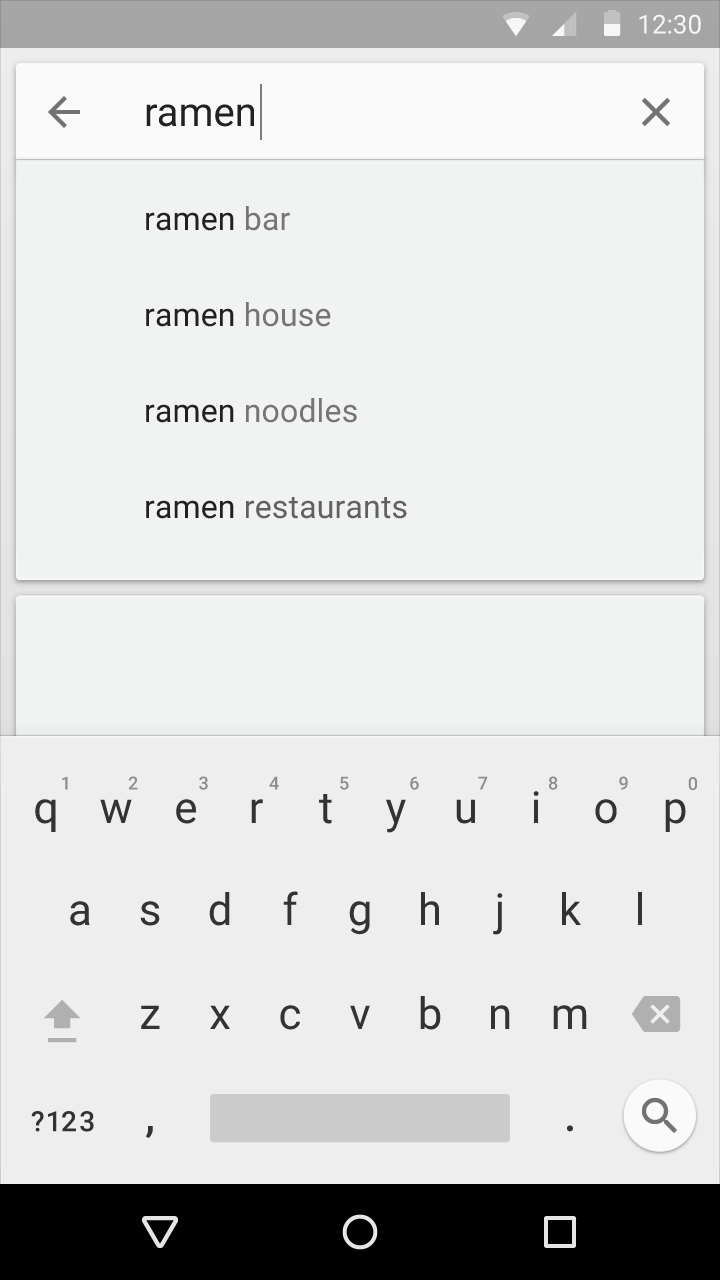 12:30
ramen
ramen bar
ramen house
ramen noodles
ramen restaurants
1 2 3 4 5 6 7 8 9 0
q w e r t y u i o p
a s d f g h j k l
z x c v b n m
?123 , .